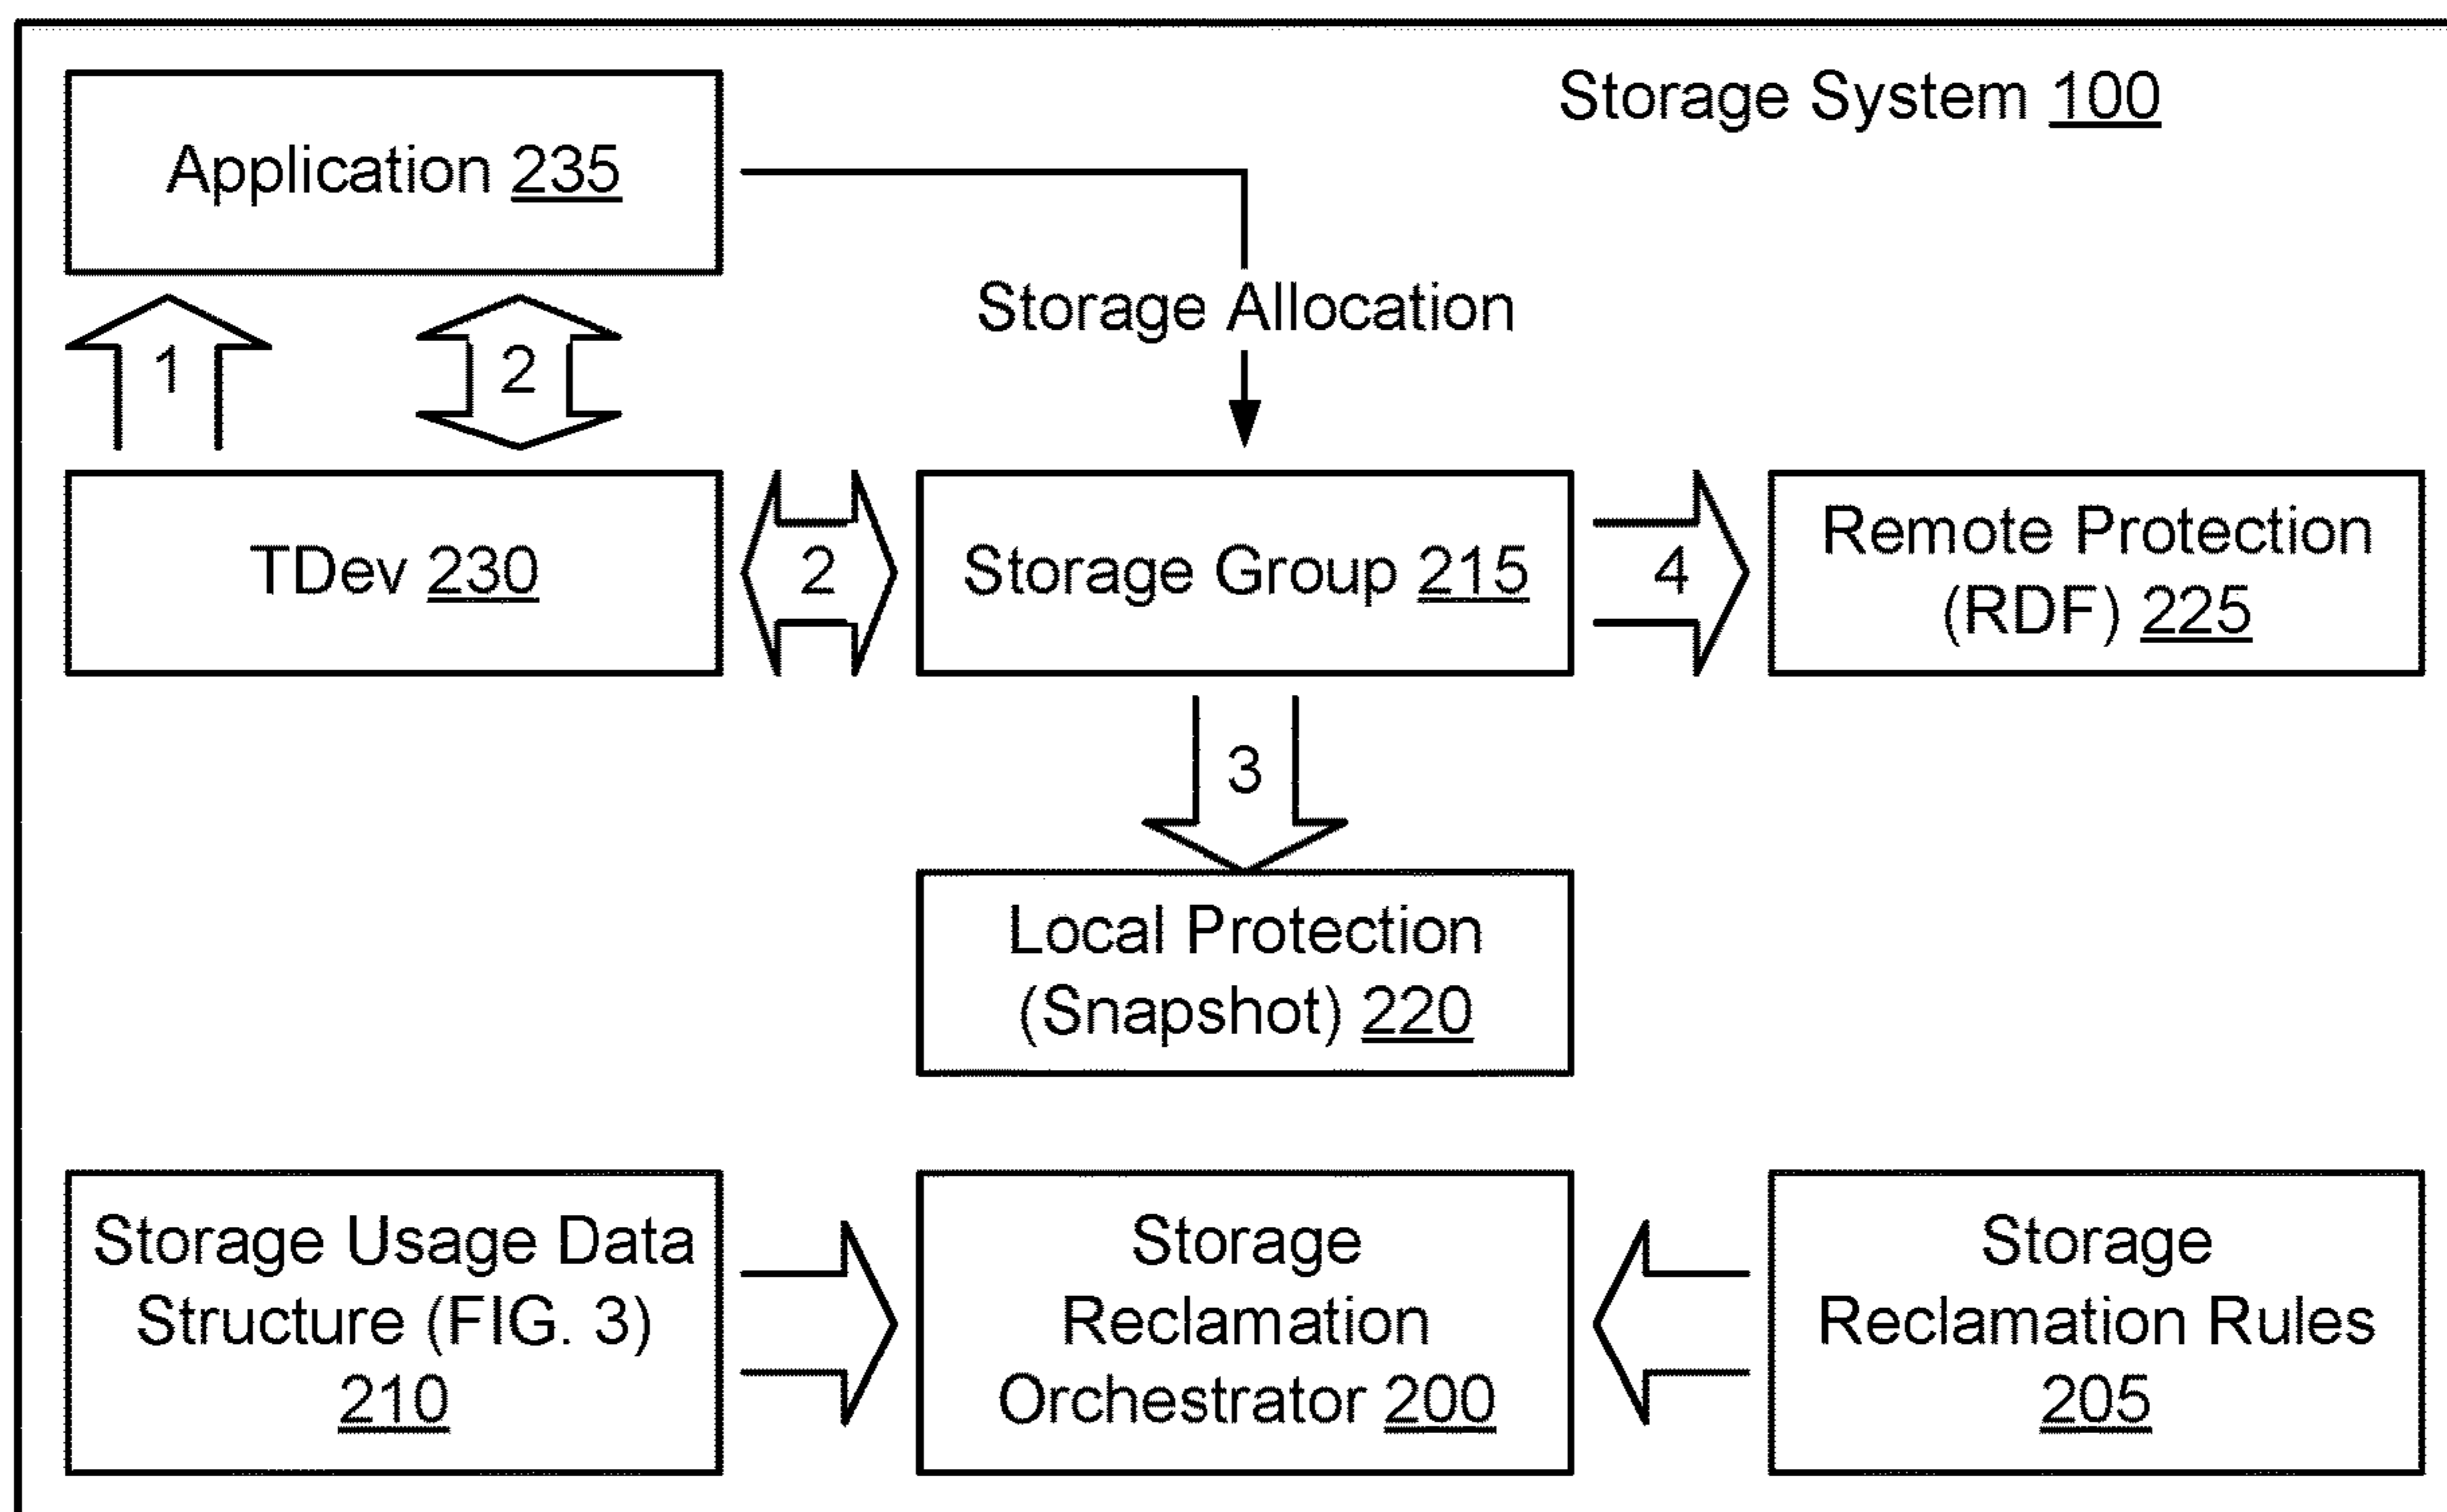 Storage System 100
Application 235
Storage Allocation
1
2
TDev 230
2
Storage Group 215
4
Remote Protection
(RDF) 225
3
Local Protection
(Snapshot) 220
Storage Usage Data
Structure (FIG. 3)
210
Storage
Reclamation
Orchestrator 200
Storage
Reclamation Rules
205